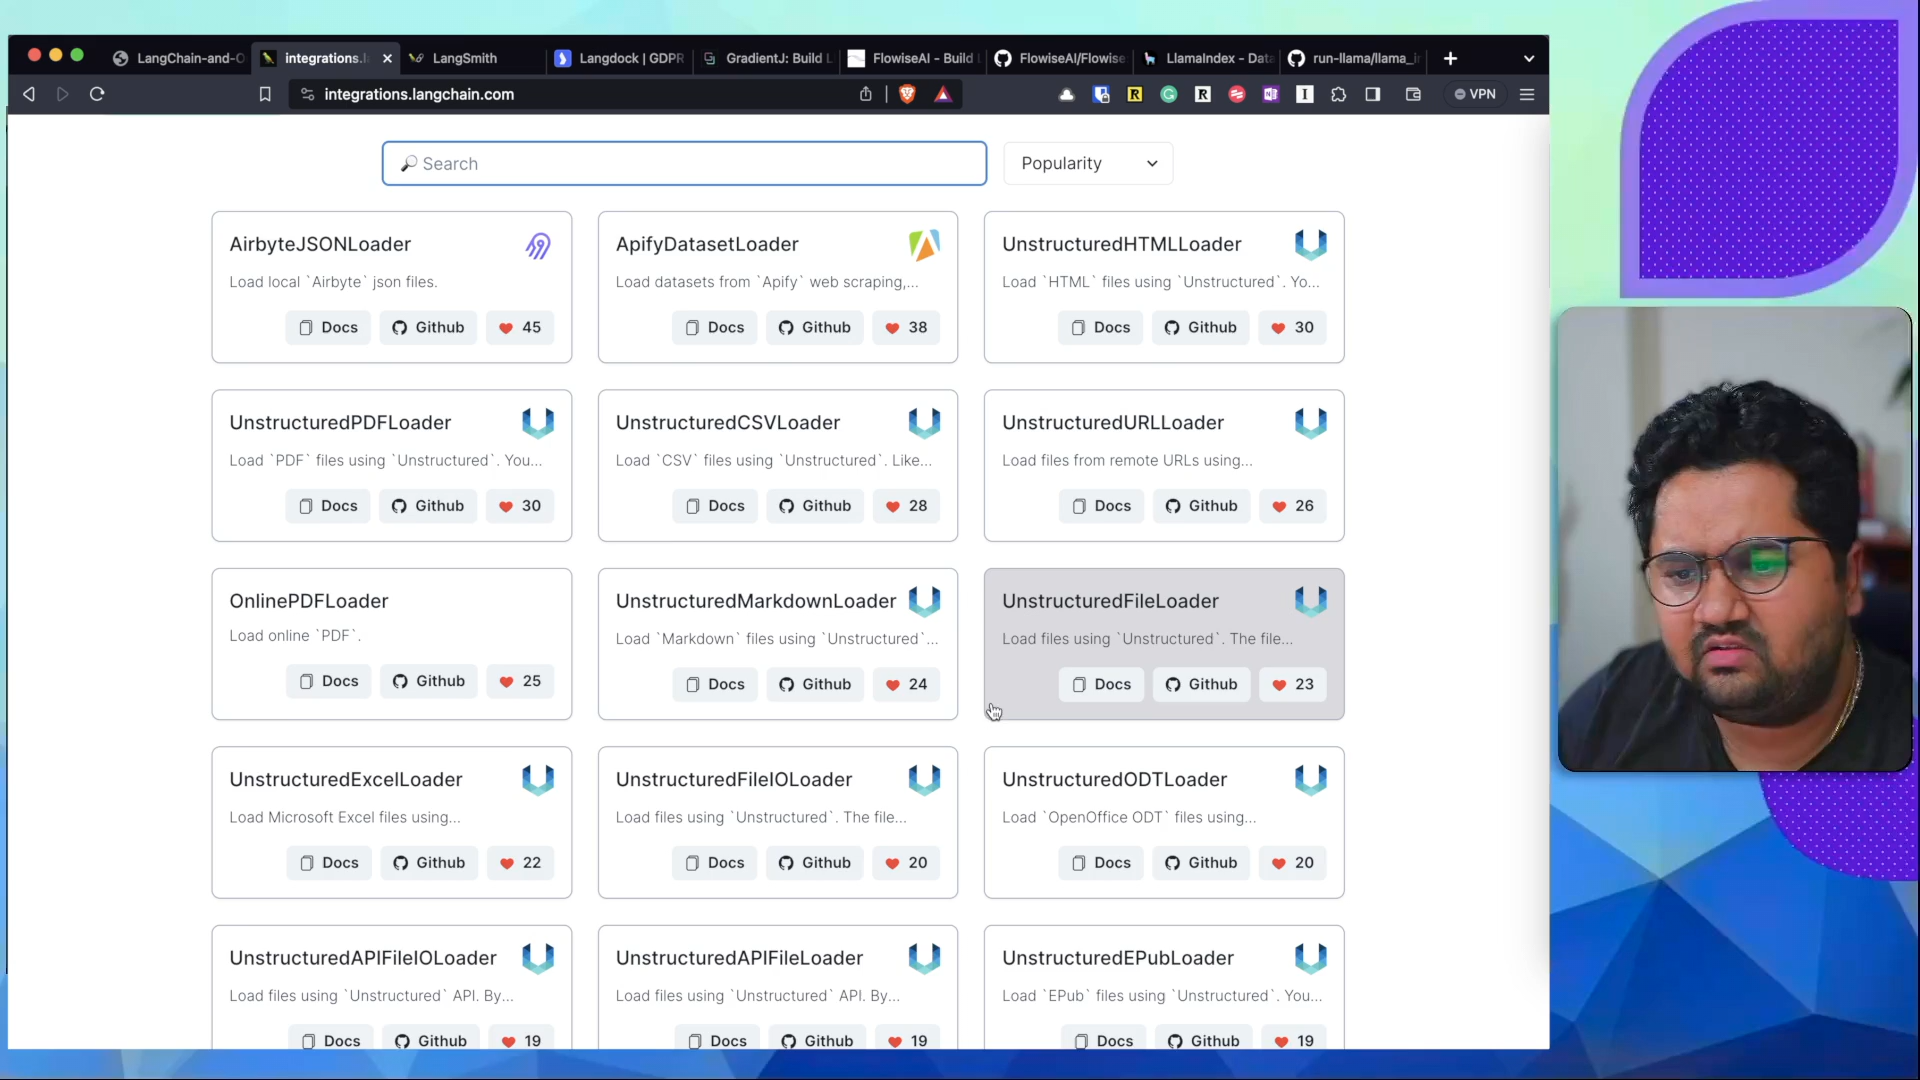 LangChain-and-O
integrations.l
LangSmith
Langdock | GDPR
GradientJ: Build L
FlowiseAI - Build
FlowiseAI/Flowise
LlamaIndex - Data
run-llama/llama_in
integrations.langchain.com
VPN
🔎 Search
Popularity
AirbyteJSONLoader
Load local `Airbyte` json files.
Docs Github 45
ApifyDatasetLoader
Load datasets from `Apify` web scraping,...
Docs Github 38
UnstructuredHTMLLoader
Load `HTML` files using `Unstructured`. Yo...
Docs Github 30
UnstructuredPDFLoader
Load `PDF` files using `Unstructured`. You...
Docs Github 30
UnstructuredCSVLoader
Load `CSV` files using `Unstructured`. Like...
Docs Github 28
UnstructuredURLLoader
Load files from remote URLs using...
Docs Github 26
OnlinePDFLoader
Load online `PDF`.
Docs Github 25
UnstructuredMarkdownLoader
Load `Markdown` files using `Unstructured`...
Docs Github 24
UnstructuredFileLoader
Load files using `Unstructured`. The file...
Docs Github 23
UnstructuredExcelLoader
Load Microsoft Excel files using...
Docs Github 22
UnstructuredFileIOLoader
Load files using `Unstructured`. The file...
Docs Github 20
UnstructuredODTLoader
Load `OpenOffice ODT` files using...
Docs Github 20
UnstructuredAPIFileIOLoader
Load files using `Unstructured` API. By...
Docs Github 19
UnstructuredAPIFileLoader
Load files using `Unstructured` API. By...
Docs Github 19
UnstructuredEPubLoader
Load `EPub` files using `Unstructured`. You...
Docs Github 19